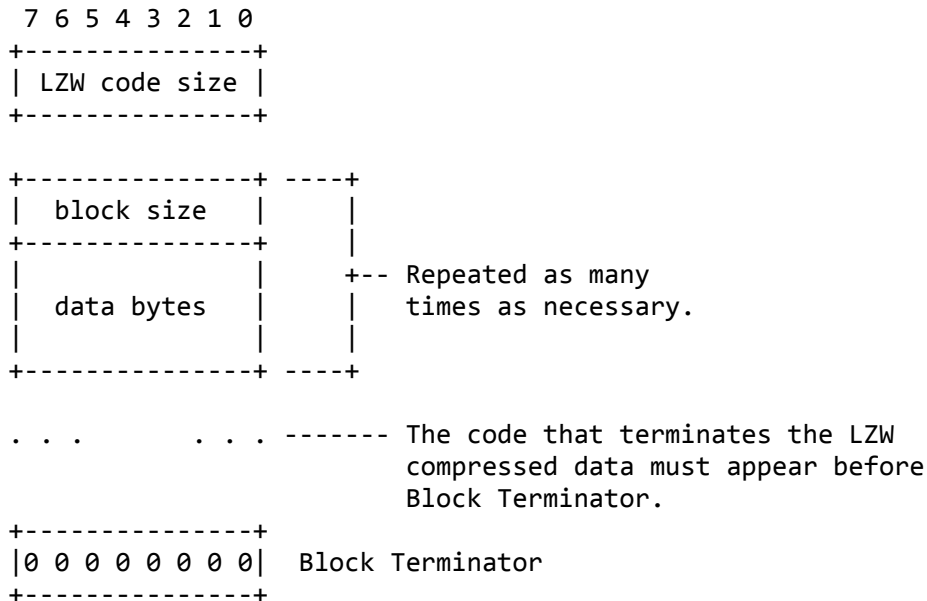 7 6 5 4 3 2 1 0
+---------------+
| LZW code size |
+---------------+
+---------------+ ----+
| block size | |
+---------------+ |
| | +-- Repeated as many
| data bytes | | times as necessary.
| | |
+---------------+ ----+
. . . . . . ------- The code that terminates the LZW
compressed data must appear before
Block Terminator.
+---------------+
|0 0 0 0 0 0 0 0| Block Terminator
+---------------+